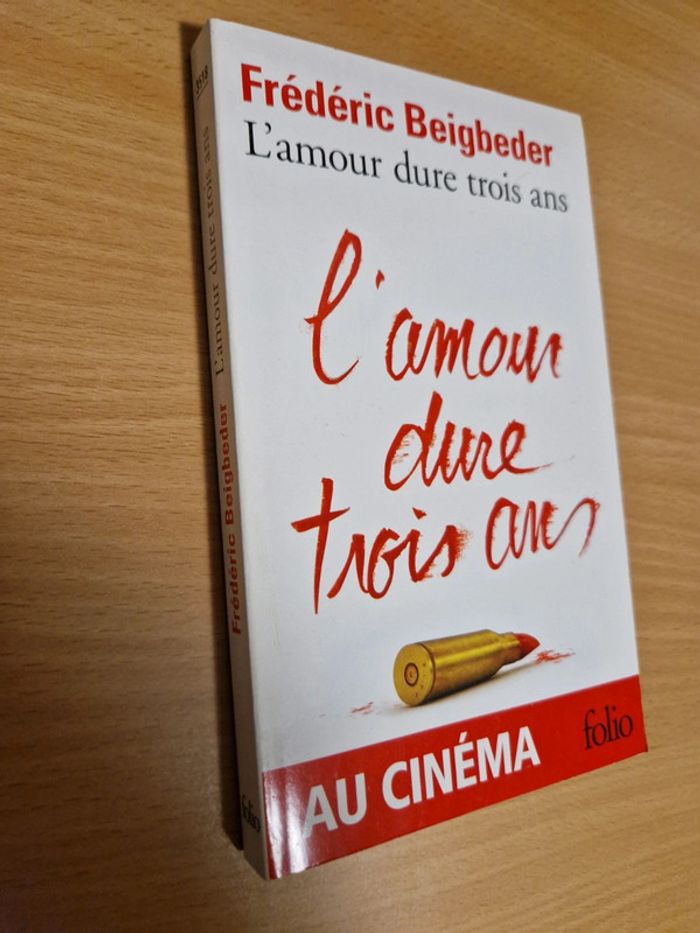 Frédéric Beigbeder
L'amour dure trois ans
l'amour
dure
trois ans
AU CINÉMA
folio
3518
L'amour dure trois ans
Frédéric Beigbeder
folio